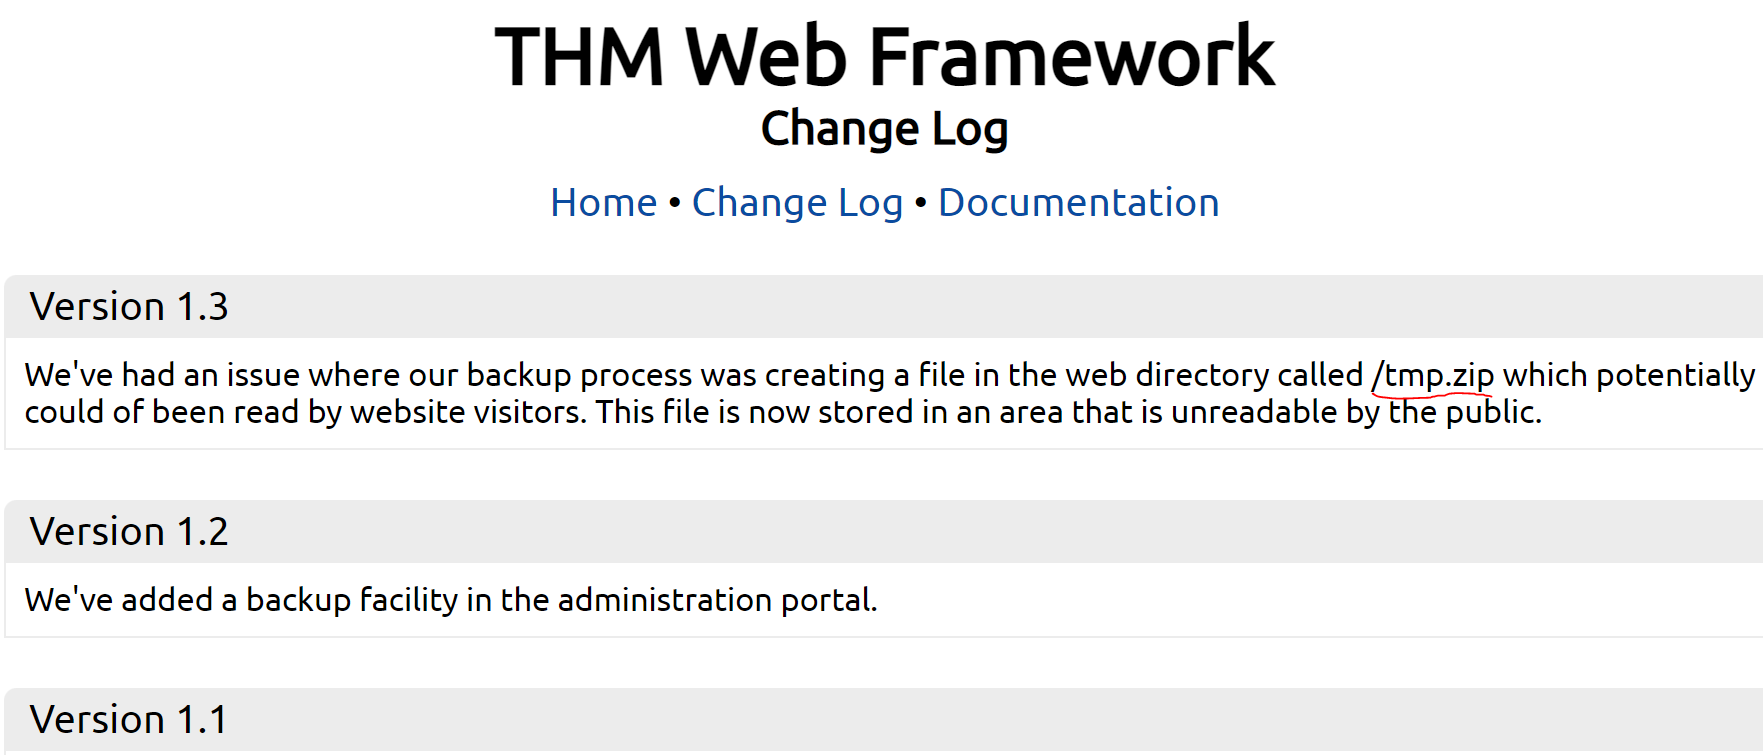 THM Web Framework
Change Log
Home • Change Log • Documentation
Version 1.3
We've had an issue where our backup process was creating a file in the web directory called /tmp.zip which potentially
could of been read by website visitors. This file is now stored in an area that is unreadable by the public.
Version 1.2
We've added a backup facility in the administration portal.
Version 1.1